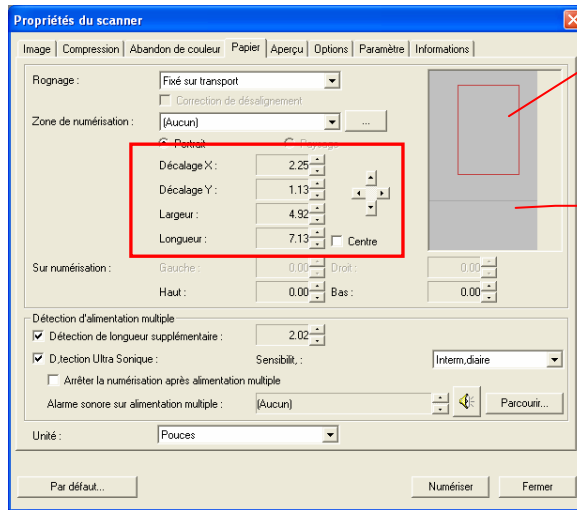 Propriétés du scanner
Image Compression Abandon de couleur Papier Aperçu Options Paramètre Informations
Rognage : Fixé sur transport
Correction de désalignement
Zone de numérisation : (Aucun) ...
Portrait Paysage
Décalage X : 2.25
Décalage Y : 1.13
Largeur : 4.92
Longueur : 7.13 Centre
Sur numérisation : Gauche : 0.00 Droit : 0.00
Haut : 0.00 Bas : 0.00
Détection d'alimentation multiple
Détection de longueur supplémentaire : 2.02
D,tection Ultra Sonique : Sensibilit, : Interm,diaire
Arrêter la numérisation après alimentation multiple
Alarme sonore sur alimentation multiple : (Aucun) Parcourir...
Unité : Pouces
Par défaut... Numériser Fermer